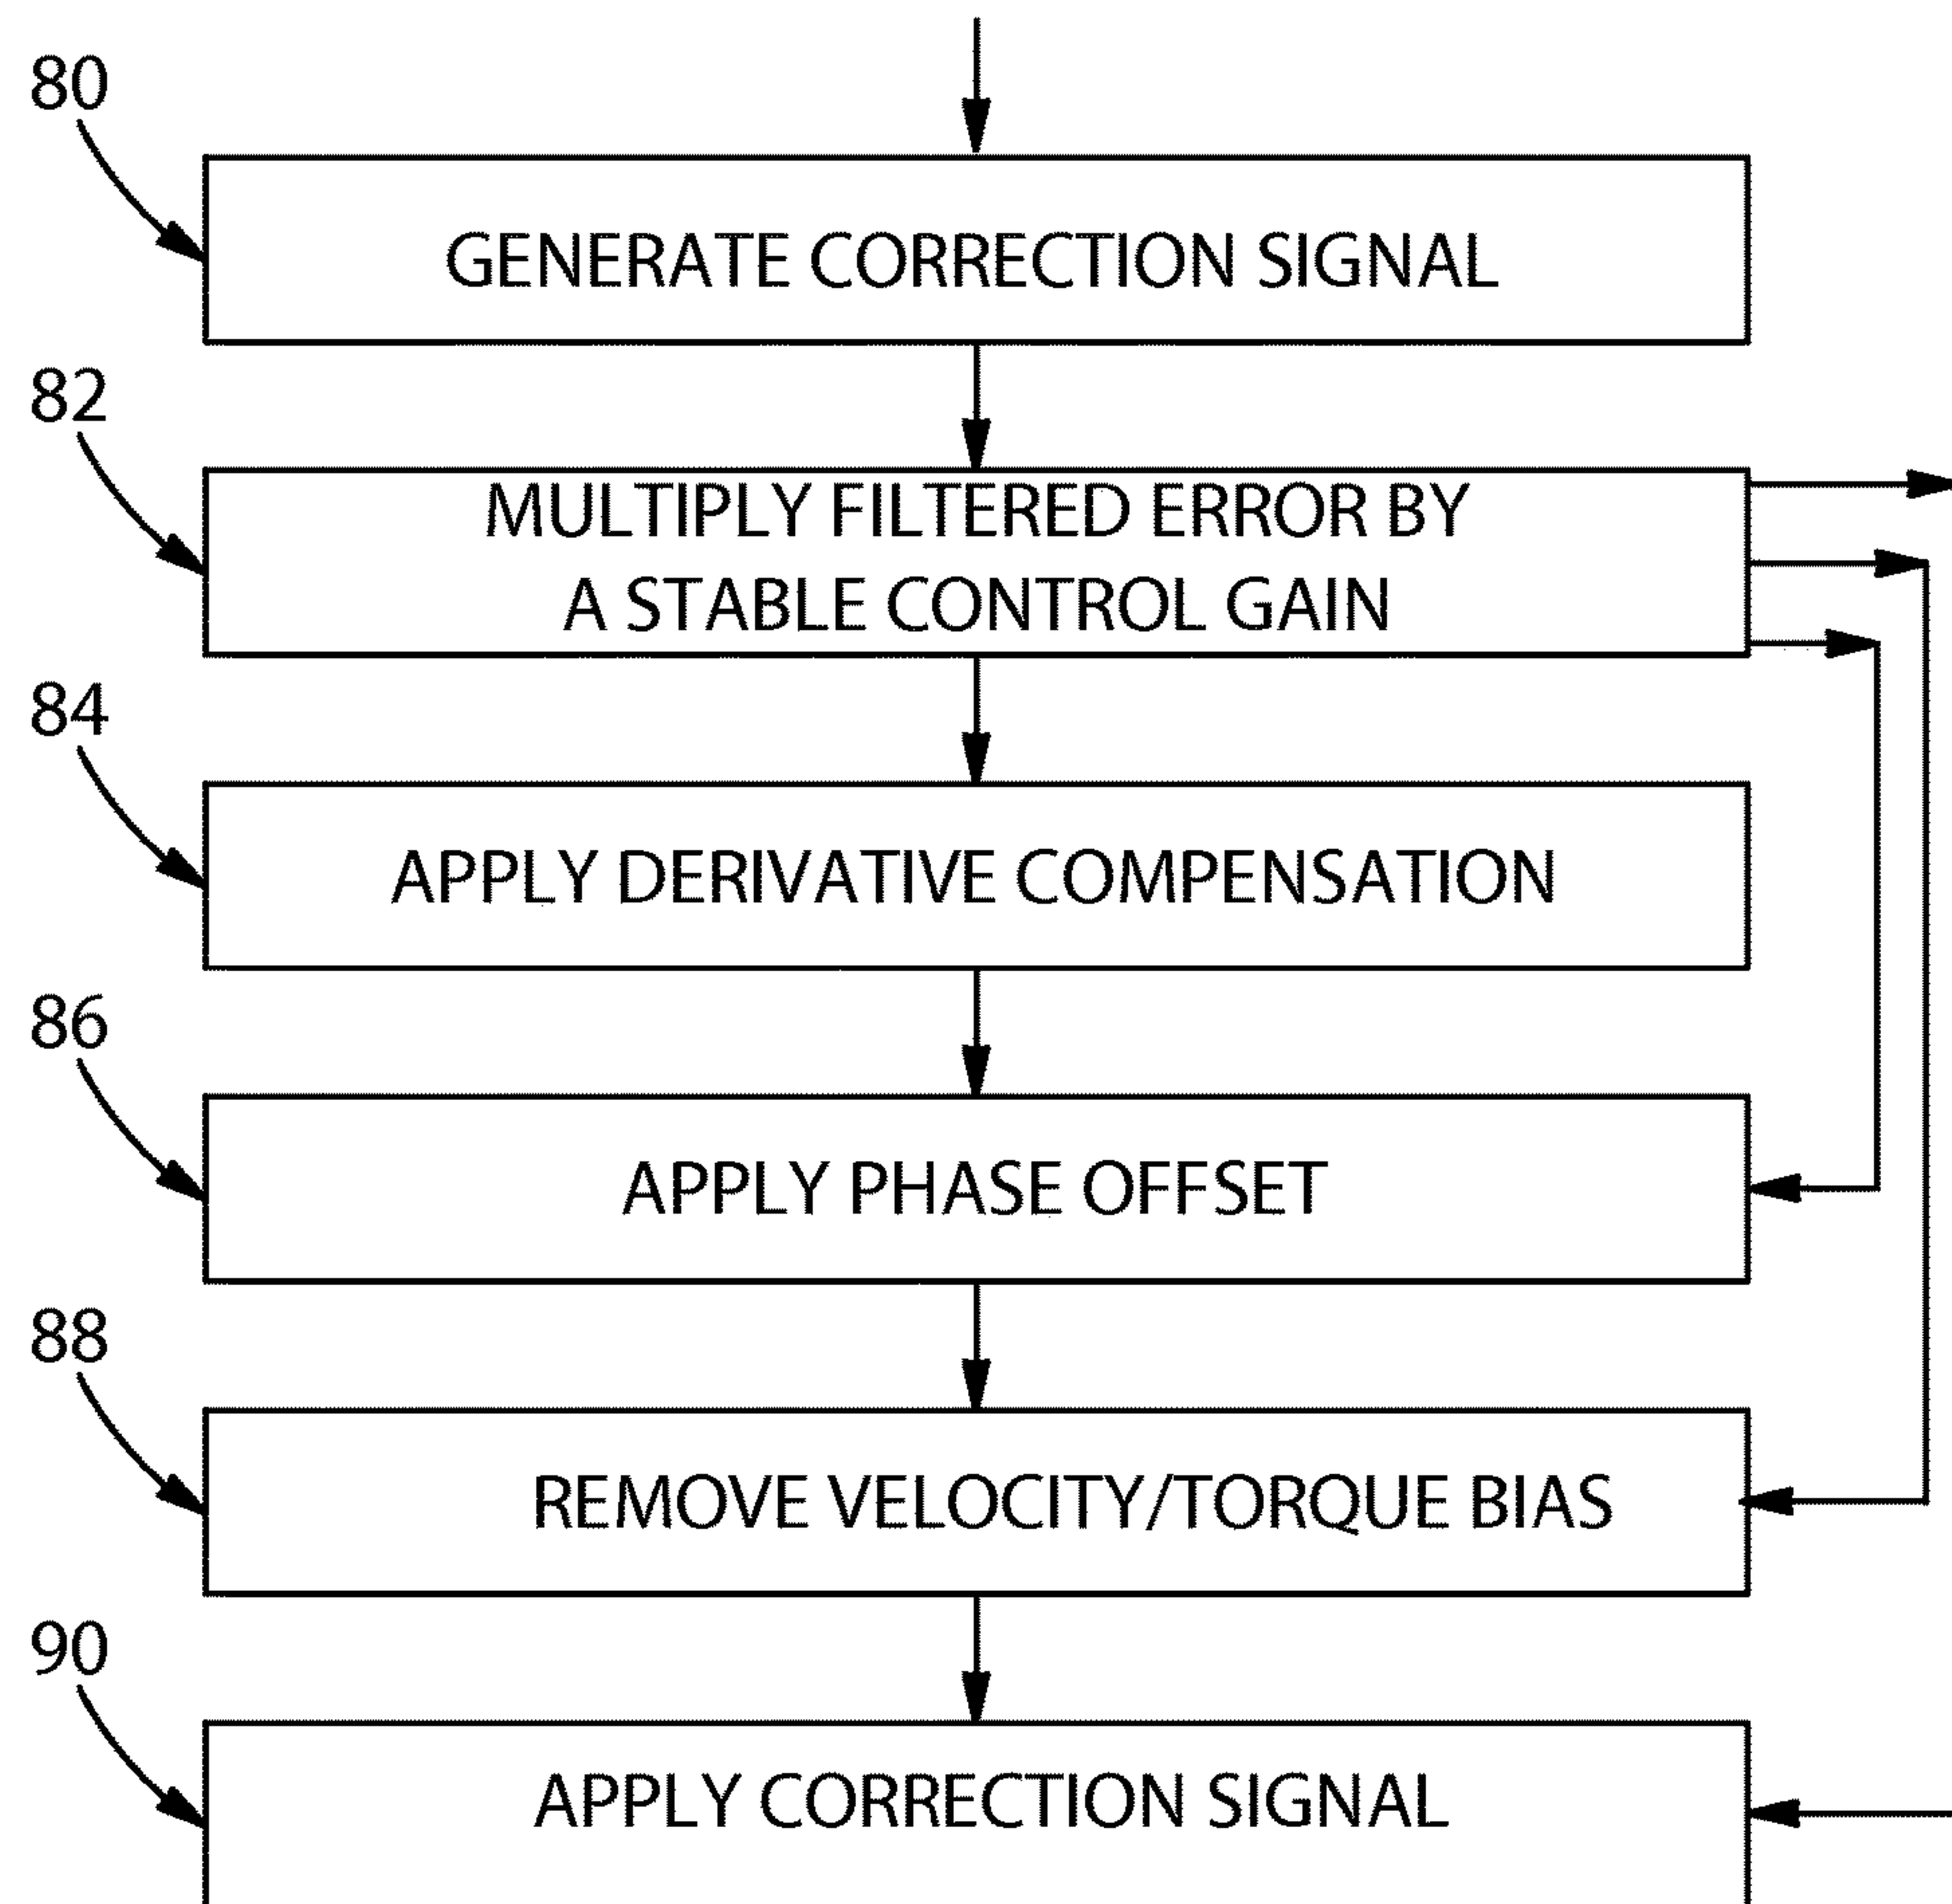 80
GENERATE CORRECTION SIGNAL
82
MULTIPLY FILTERED ERROR BY
A STABLE CONTROL GAIN
84
APPLY DERIVATIVE COMPENSATION
86
APPLY PHASE OFFSET
88
REMOVE VELOCITY/TORQUE BIAS
90
APPLY CORRECTION SIGNAL